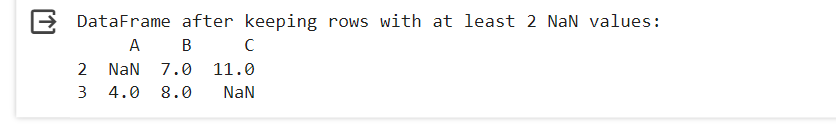 DataFrame after keeping rows with at least 2 NaN values:
     A    B     C
2  NaN  7.0  11.0
3  4.0  8.0   NaN